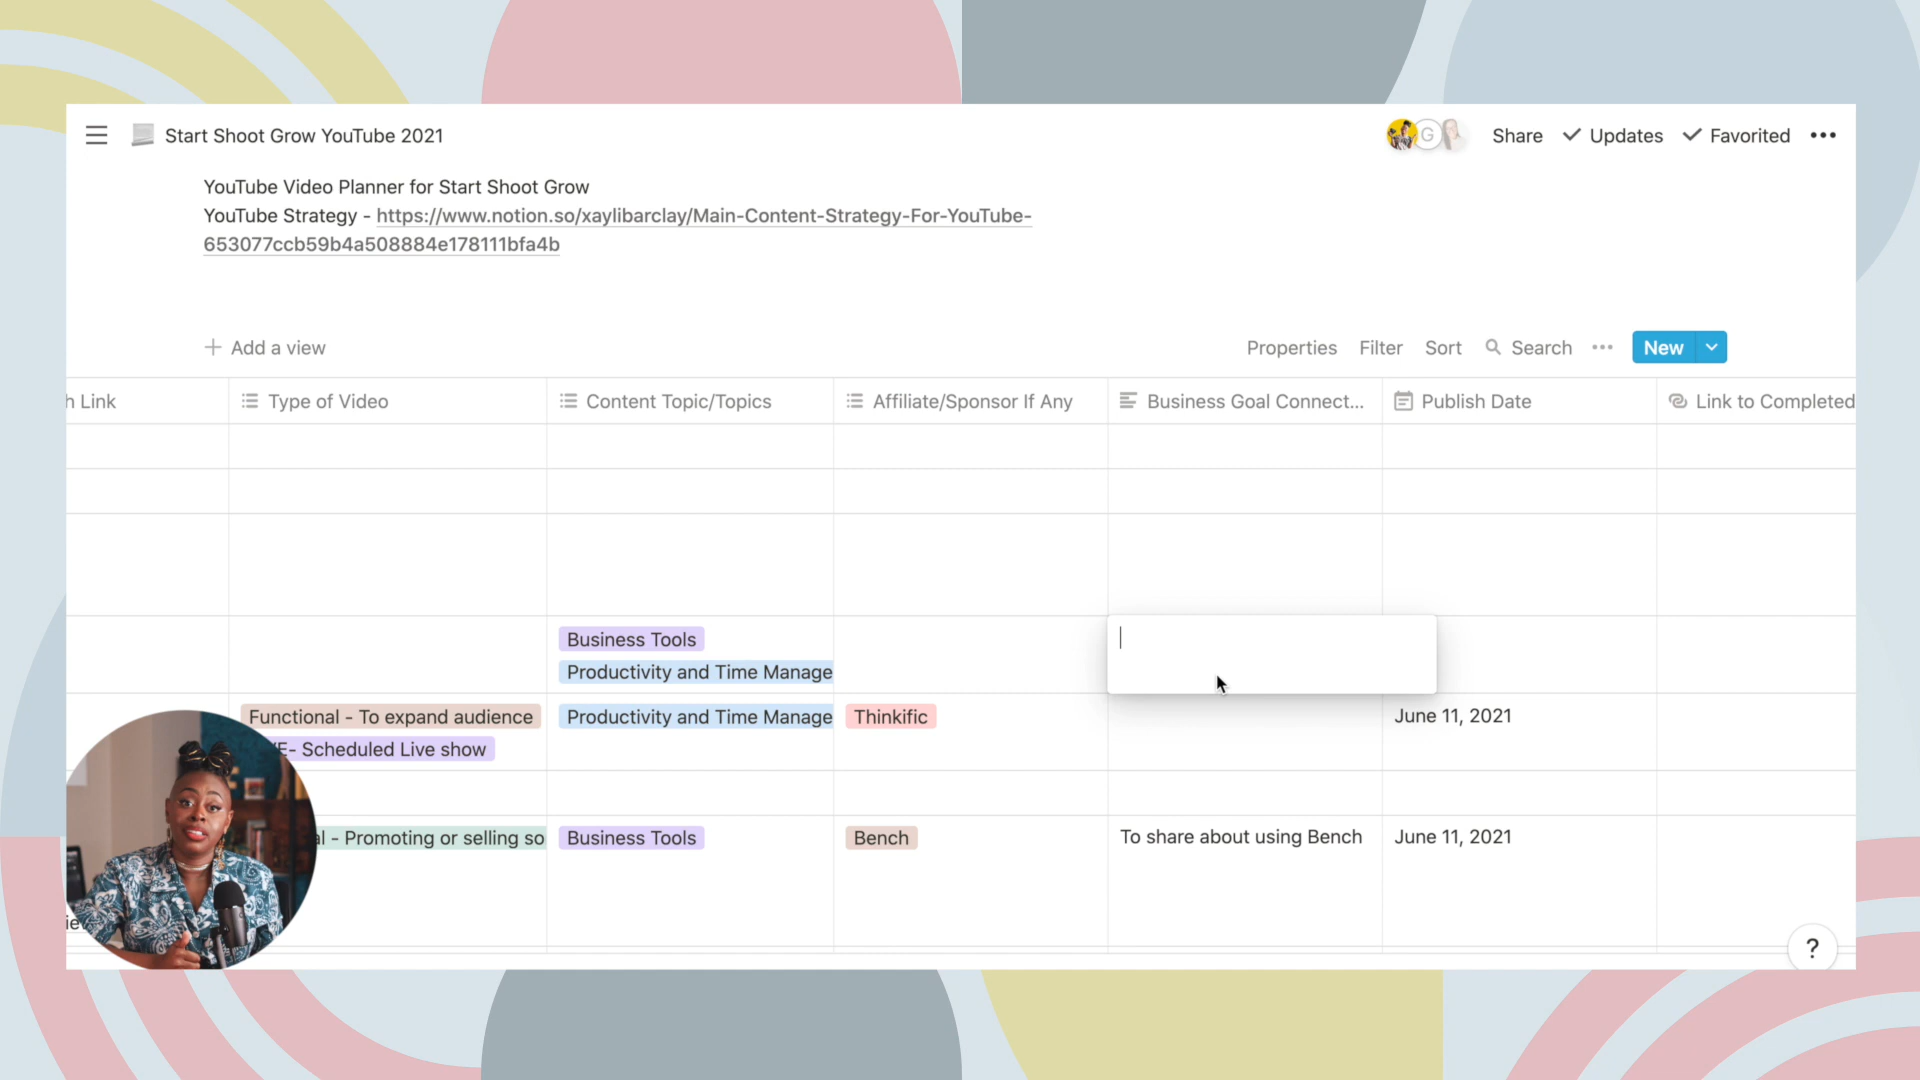 Start Shoot Grow YouTube 2021
G
Share
Updates
Favorited
YouTube Video Planner for Start Shoot Grow
YouTube Strategy - https://www.notion.so/xaylibarclay/Main-Content-Strategy-For-YouTube-
653077ccb59b4a508884e178111bfa4b
Add a view
Properties
Filter
Sort
Search
New
h Link
Type of Video
Content Topic/Topics
Affiliate/Sponsor If Any
Business Goal Connect...
Publish Date
Link to Completed
Business Tools
Productivity and Time Manage
Functional - To expand audience
E- Scheduled Live show
Productivity and Time Manage
Thinkific
June 11, 2021
al - Promoting or selling so
Business Tools
Bench
To share about using Bench
June 11, 2021
?